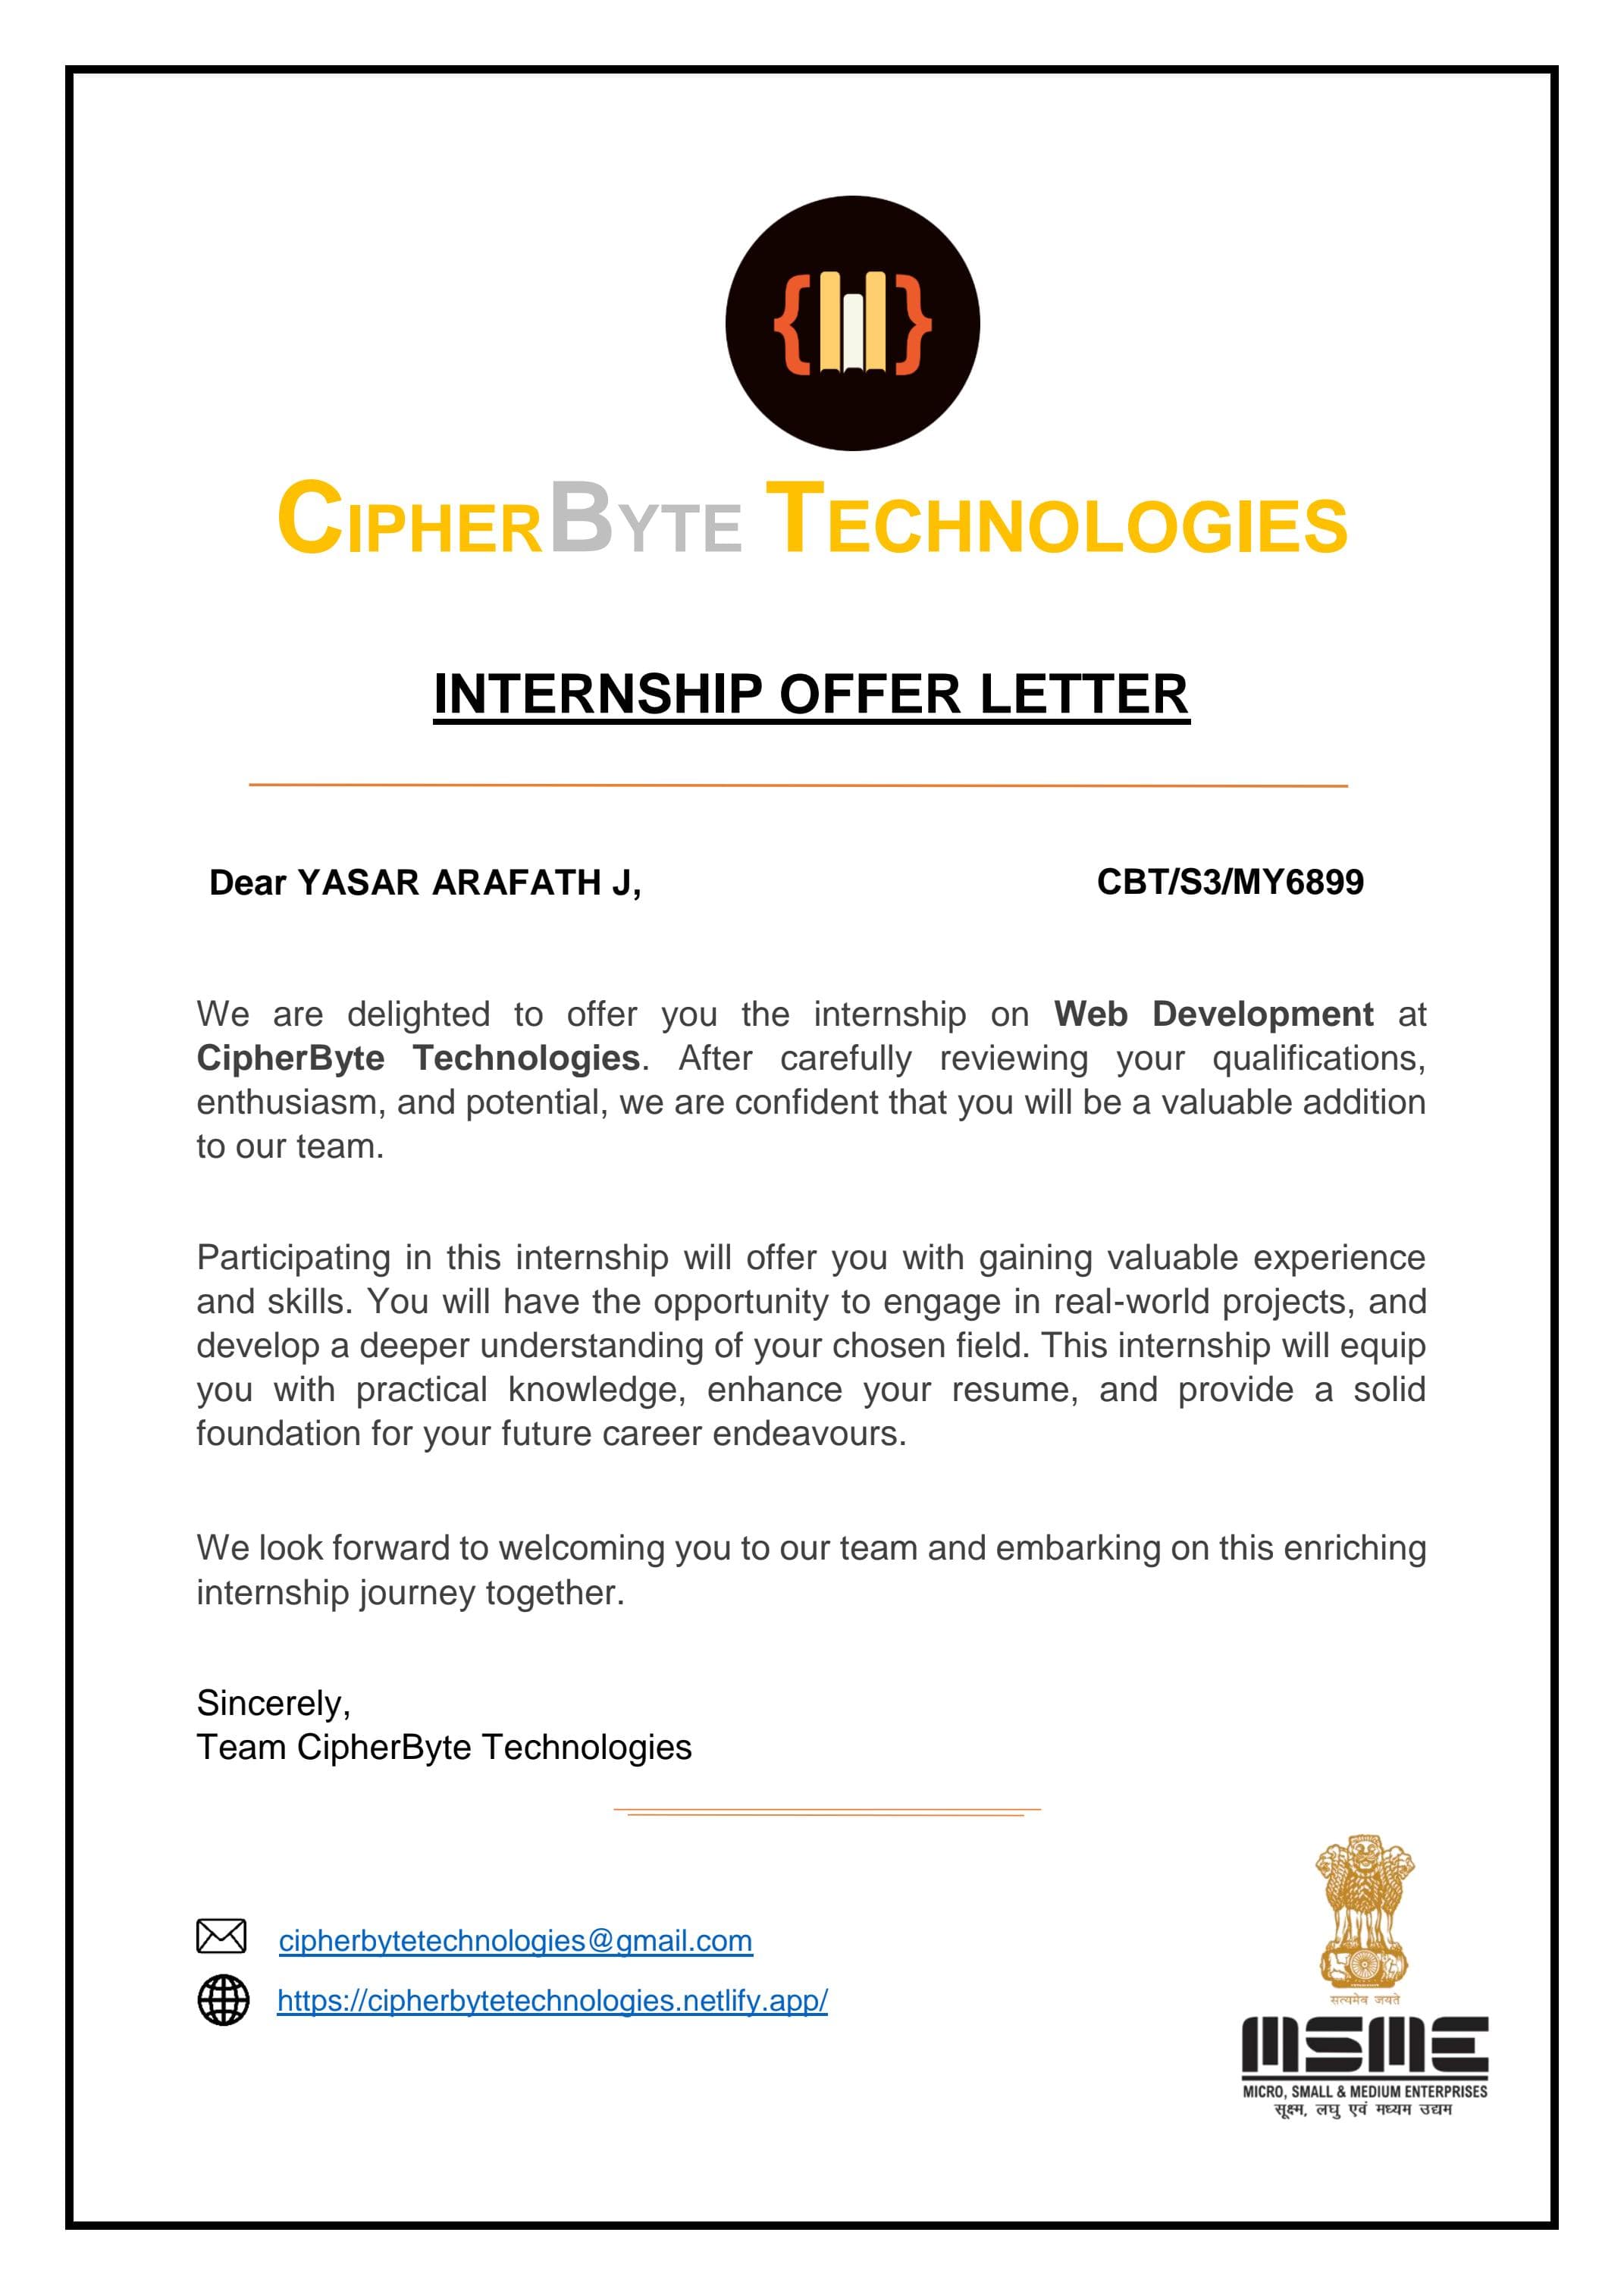 CIPHERBYTE TECHNOLOGIES
INTERNSHIP OFFER LETTER
Dear YASAR ARAFATH J, CBT/S3/MY6899
We are delighted to offer you the internship on Web Development at
CipherByte Technologies. After carefully reviewing your qualifications,
enthusiasm, and potential, we are confident that you will be a valuable addition
to our team.
Participating in this internship will offer you with gaining valuable experience
and skills. You will have the opportunity to engage in real-world projects, and
develop a deeper understanding of your chosen field. This internship will equip
you with practical knowledge, enhance your resume, and provide a solid
foundation for your future career endeavours.
We look forward to welcoming you to our team and embarking on this enriching
internship journey together.
Sincerely,
Team CipherByte Technologies
cipherbytetechnologies@gmail.com
https://cipherbytetechnologies.netlify.app/
सत्यमेव जयते
MSME
MICRO, SMALL & MEDIUM ENTERPRISES
सूक्ष्म, लघु एवं मध्यम उद्यम